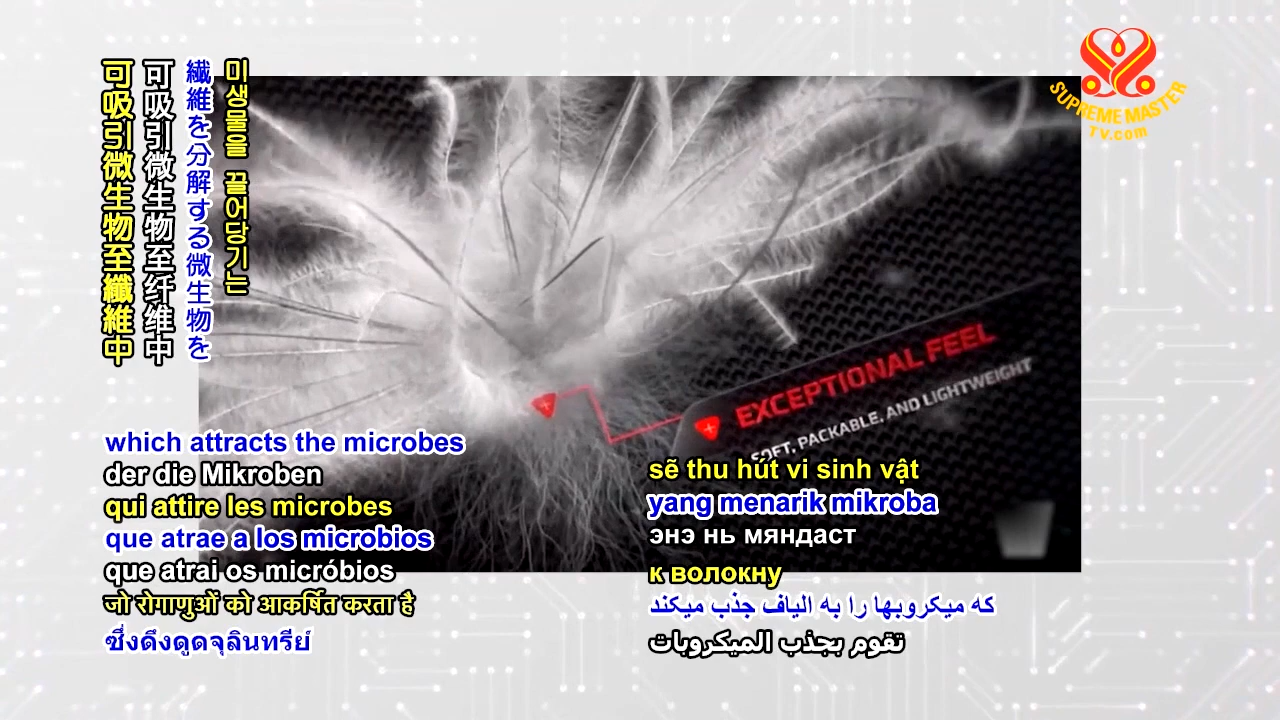 可吸引微生物至纖維中
可吸引微生物至纤维中
繊維を分解する微生物を
미생물을 끌어당기는
SUPREME MASTER
TV.com
EXCEPTIONAL FEEL
SOFT, PACKABLE, AND LIGHTWEIGHT
which attracts the microbes
der die Mikroben
qui attire les microbes
que atrae a los microbios
que atrai os micróbios
जो रोगाणुओं को आकर्षित करता है
ซึ่งดึงดูดจุลินทรีย์
sẽ thu hút vi sinh vật
yang menarik mikroba
энэ нь мяндаст
к волокну
که میکروبها را به الیاف جذب میکند
تقوم بجذب الميكروبات